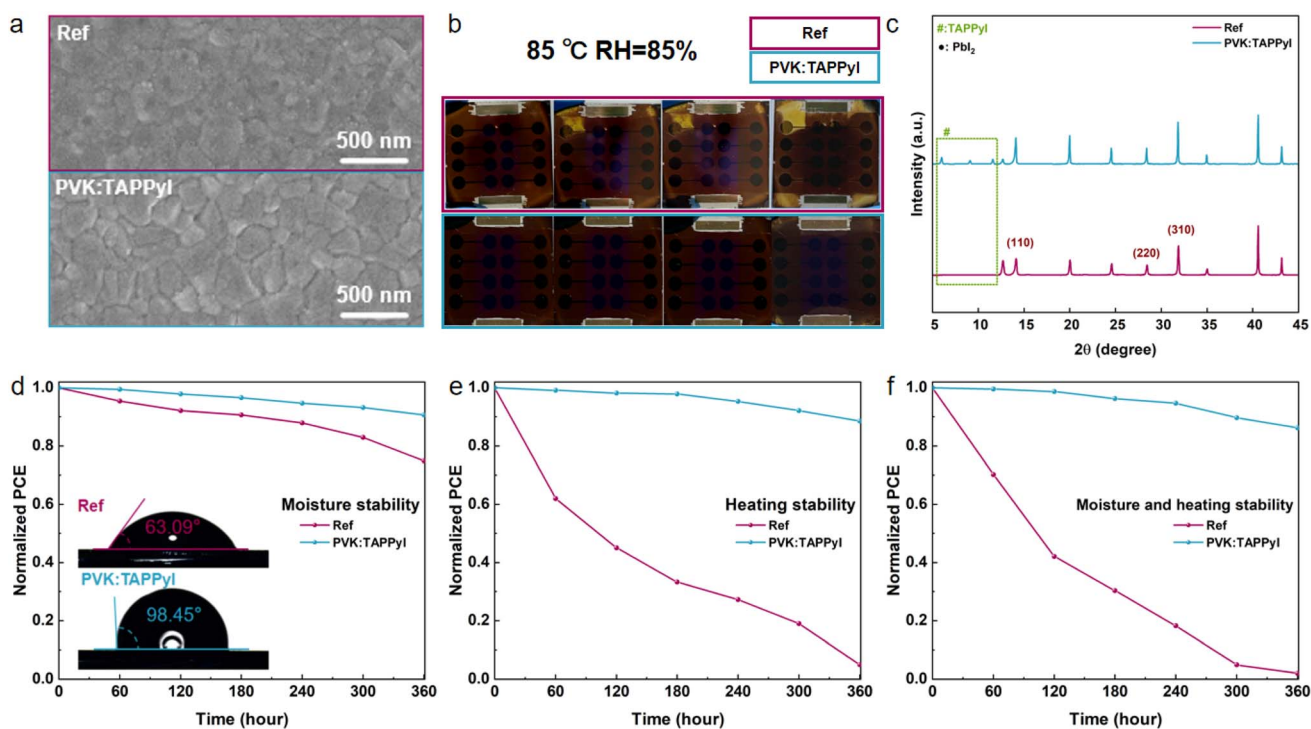 a
Ref
500 nm
PVK:TAPPyI
500 nm
b
85 °C RH=85%
Ref
PVK:TAPPyI
c
#:TAPPyI
●: PbI₂
Ref
PVK:TAPPyI
#
(110)
(220)
(310)
Intensity (a.u.)
5 10 15 20 25 30 35 40 45
2θ (degree)
d
Normalized PCE
1.0
0.8
0.6
0.4
0.2
0.0
Moisture stability
Ref
PVK:TAPPyI
Ref
63.09°
PVK:TAPPyI
98.45°
0 60 120 180 240 300 360
Time (hour)
e
Normalized PCE
1.0
0.8
0.6
0.4
0.2
0.0
Heating stability
Ref
PVK:TAPPyI
0 60 120 180 240 300 360
Time (hour)
f
Normalized PCE
1.0
0.8
0.6
0.4
0.2
0.0
Moisture and heating stability
Ref
PVK:TAPPyI
0 60 120 180 240 300 360
Time (hour)